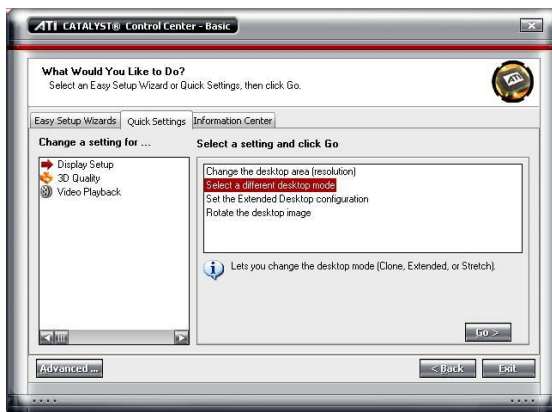 ATI CATALYST® Control Center - Basic
What Would You Like to Do?
Select an Easy Setup Wizard or Quick Settings, then click Go.
ATI
Easy Setup Wizards
Quick Settings
Information Center
Change a setting for ...
Display Setup
3D Quality
Video Playback
Select a setting and click Go
Change the desktop area (resolution)
Select a different desktop mode
Set the Extended Desktop configuration
Rotate the desktop image
Lets you change the desktop mode (Clone, Extended, or Stretch).
Go >
Advanced ...
< Back
Exit